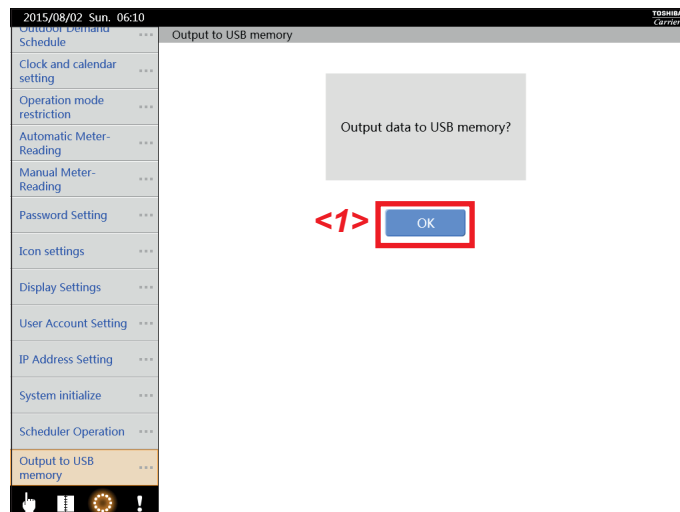 2015/08/02 Sun. 06:10
TOSHIBA
Carrier
Outdoor Demand
Schedule
Output to USB memory
Clock and calendar
setting
Operation mode
restriction
Automatic Meter-
Reading
Manual Meter-
Reading
Password Setting
Icon settings
Display Settings
User Account Setting
IP Address Setting
System initialize
Scheduler Operation
Output to USB
memory
Output data to USB memory?
<1>
OK